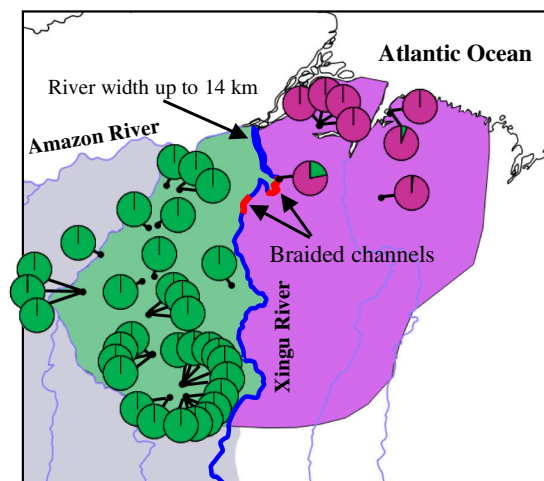 Atlantic Ocean
River width up to 14 km
Amazon River
Braided channels
Xingu River